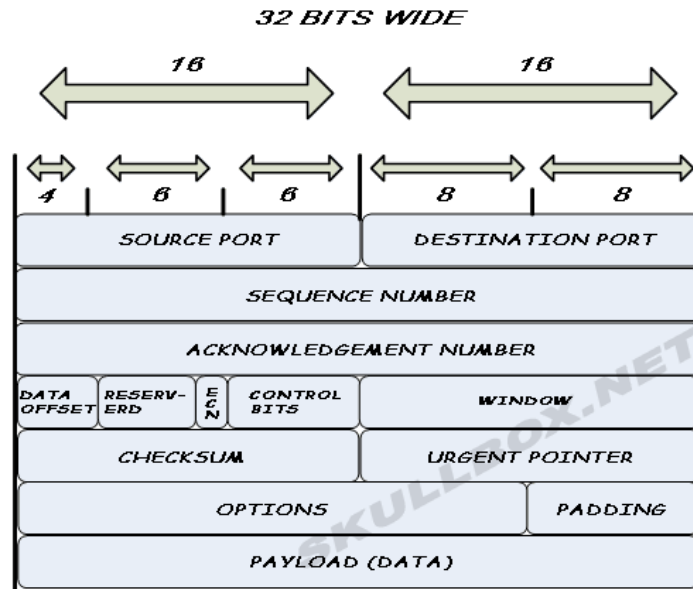 32 BITS WIDE
16 16
4 6 6 8 8
SOURCE PORT DESTINATION PORT
SEQUENCE NUMBER
ACKNOWLEDGEMENT NUMBER
DATA
OFFSET
RESERV-
ERD
ECN
CONTROL
BITS
WINDOW
CHECKSUM URGENT POINTER
OPTIONS PADDING
PAYLOAD (DATA)
SKULLBOX.NET